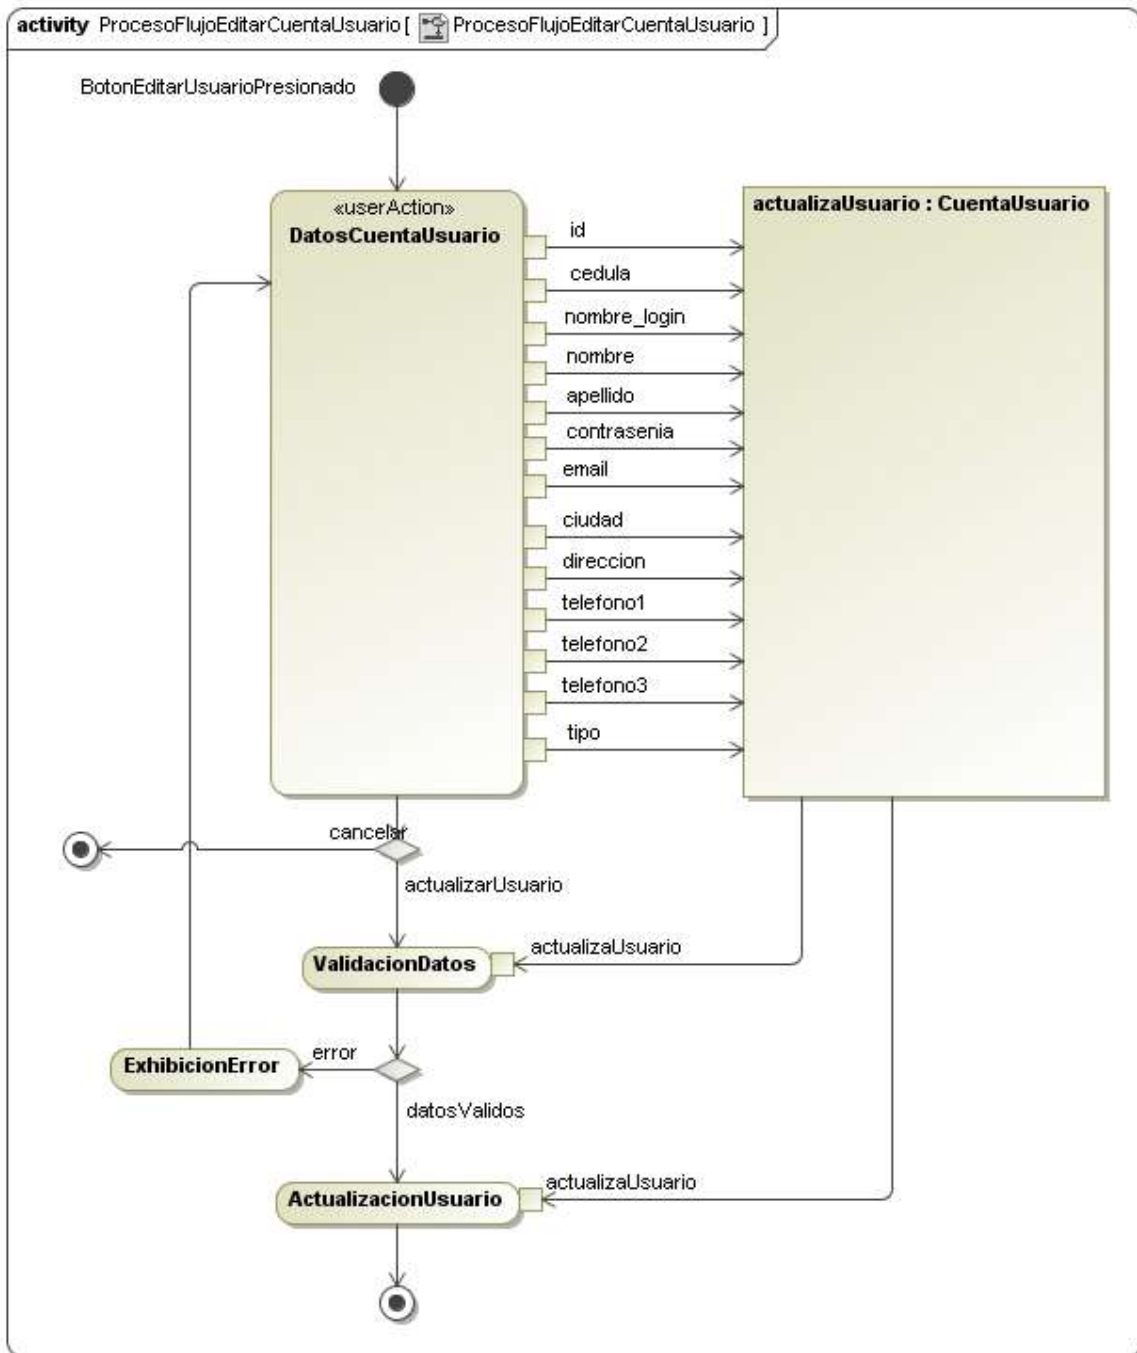 activity ProcesoFlujoEditarCuentaUsuario [ ProcesoFlujoEditarCuentaUsuario ]
BotonEditarUsuarioPresionado
«userAction»
DatosCuentaUsuario
actualizaUsuario : CuentaUsuario
id
cedula
nombre_login
nombre
apellido
contrasenia
email
ciudad
direccion
telefono1
telefono2
telefono3
tipo
cancelar
actualizarUsuario
actualizaUsuario
ValidacionDatos
error
ExhibicionError
datosValidos
actualizaUsuario
ActualizacionUsuario